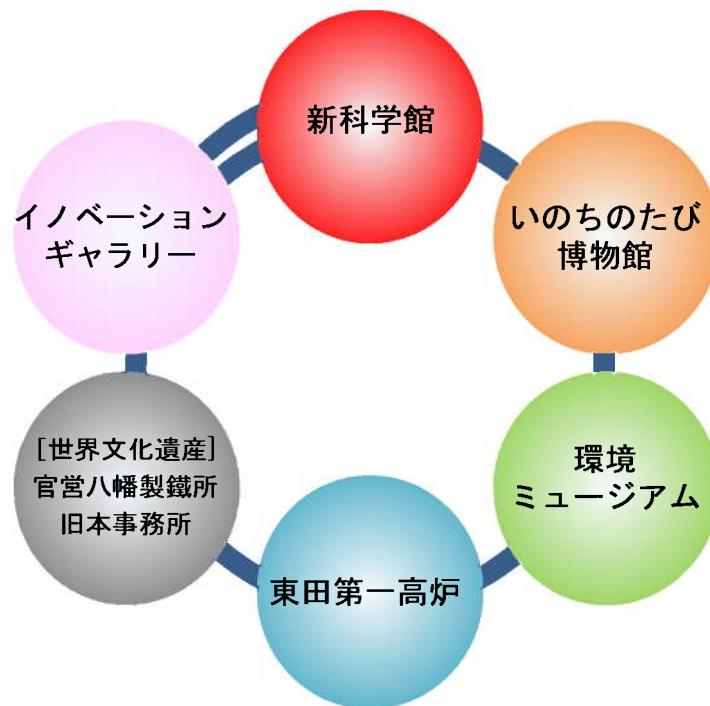 新科学館
イノベーション
ギャラリー
いのちのたび
博物館
[世界文化遺産]
官営八幡製鐵所
旧本事務所
環境
ミュージアム
東田第一高炉